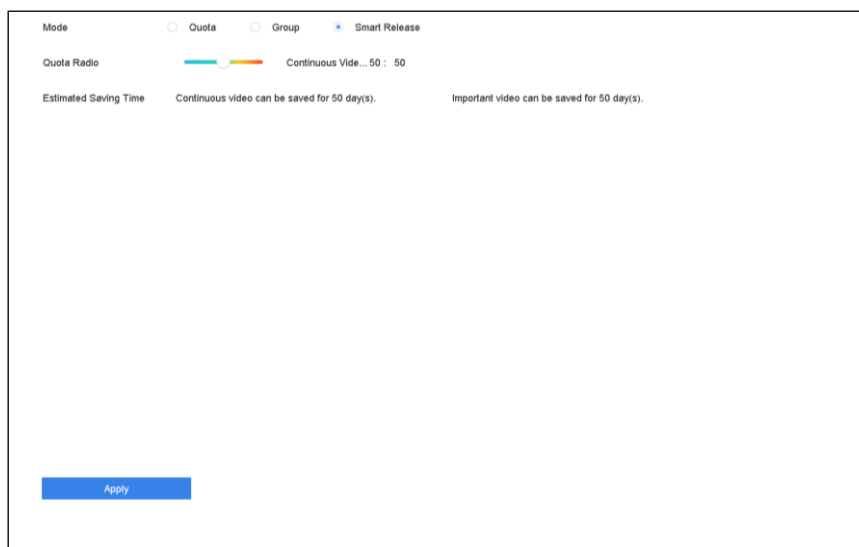 Mode Quota Group Smart Release
Quota Radio Continuous Vide... 50 : 50
Estimated Saving Time Continuous video can be saved for 50 day(s). Important video can be saved for 50 day(s).
Apply